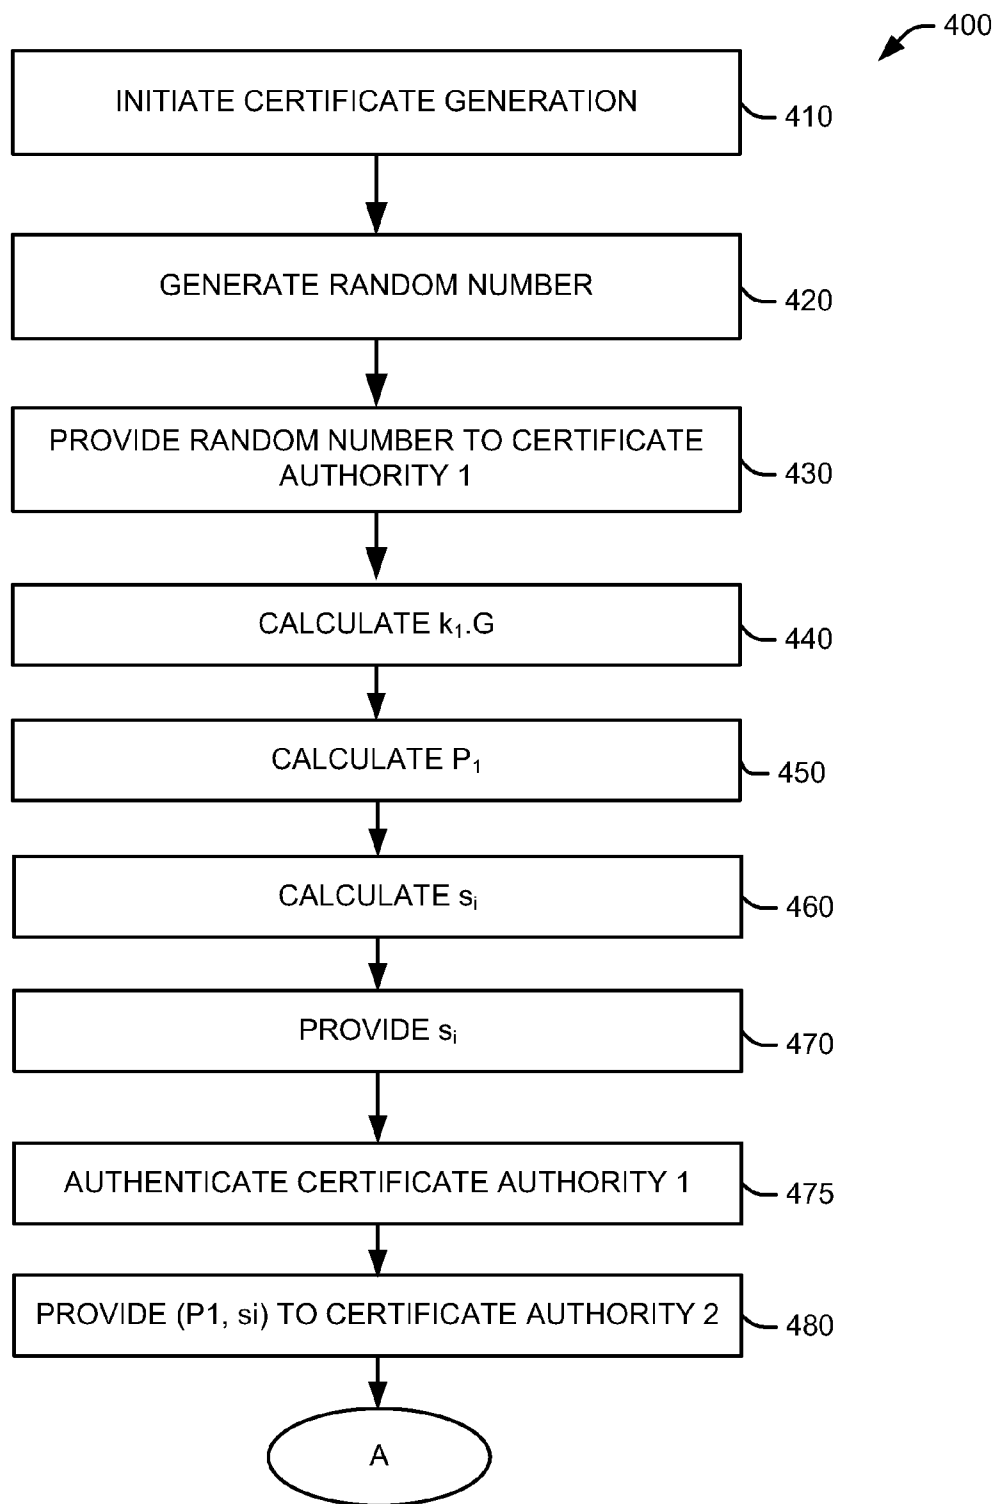 400
INITIATE CERTIFICATE GENERATION
410
GENERATE RANDOM NUMBER
420
PROVIDE RANDOM NUMBER TO CERTIFICATE
AUTHORITY 1
430
CALCULATE k₁.G
440
CALCULATE P₁
450
CALCULATE sᵢ
460
PROVIDE sᵢ
470
AUTHENTICATE CERTIFICATE AUTHORITY 1
475
PROVIDE (P1, si) TO CERTIFICATE AUTHORITY 2
480
A